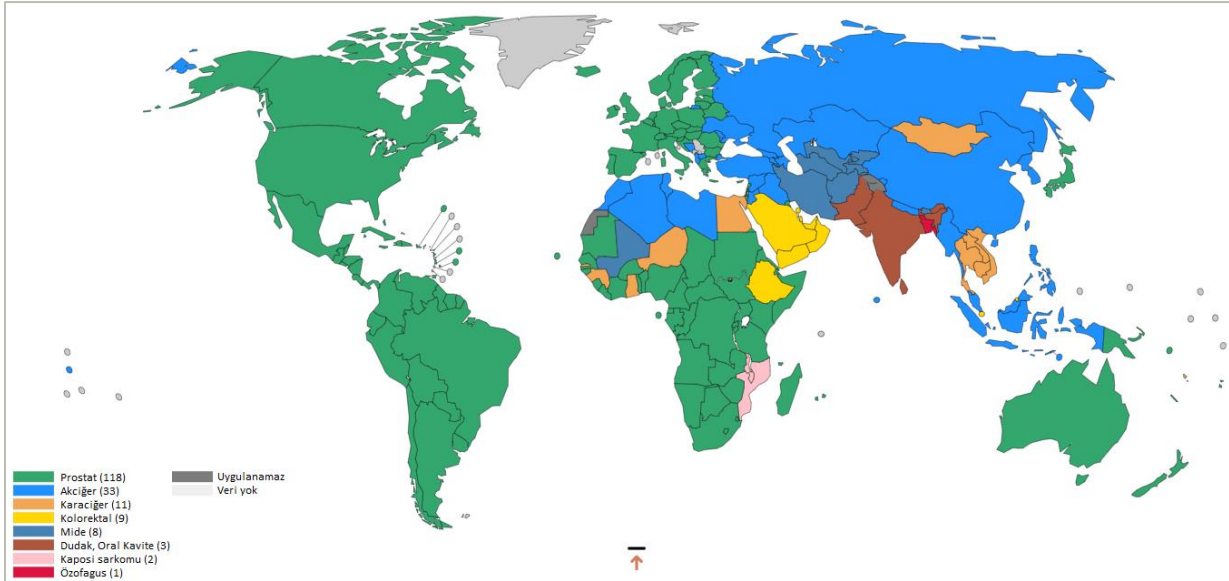 Prostat (118)
Akciğer (33)
Karaciğer (11)
Kolorektal (9)
Mide (8)
Dudak, Oral Kavite (3)
Kaposi sarkomu (2)
Özofagus (1)
Uygulanamaz
Veri yok